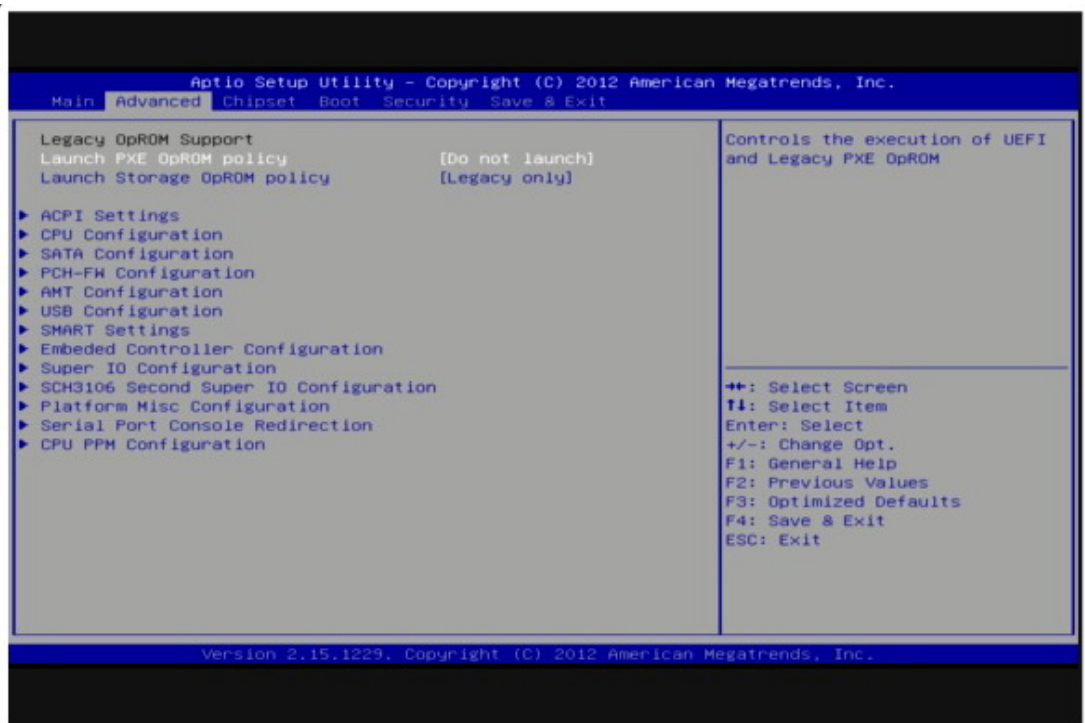 Aptio Setup Utility - Copyright (C) 2012 American Megatrends, Inc.
Main Advanced Chipset Boot Security Save & Exit
Legacy OpROM Support
Launch PXE OpROM policy [Do not launch]
Launch Storage OpROM policy [Legacy only]
ACPI Settings
CPU Configuration
SATA Configuration
PCH-FW Configuration
AMT Configuration
USB Configuration
SMART Settings
Embeded Controller Configuration
Super IO Configuration
SCH3106 Second Super IO Configuration
Platform Misc Configuration
Serial Port Console Redirection
CPU PPM Configuration
Controls the execution of UEFI
and Legacy PXE OpROM
→←: Select Screen
↑↓: Select Item
Enter: Select
+/-: Change Opt.
F1: General Help
F2: Previous Values
F3: Optimized Defaults
F4: Save & Exit
ESC: Exit
Version 2.15.1229. Copyright (C) 2012 American Megatrends, Inc.